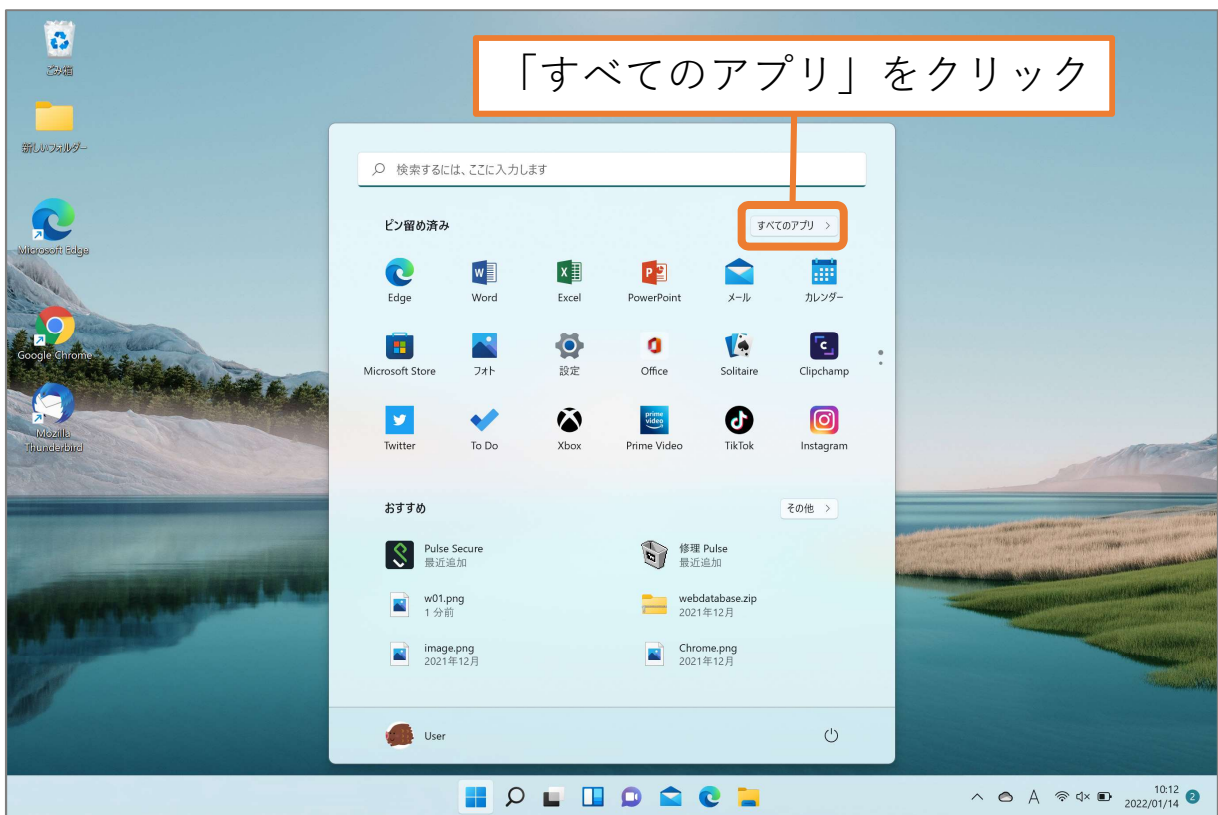 「すべてのアプリ」をクリック
ごみ箱
新しいフォルダー
Microsoft Edge
Google Chrome
Mozilla
Thunderbird
検索するには、ここに入力します
ピン留め済み
すべてのアプリ >
Edge
Word
Excel
PowerPoint
メール
カレンダー
Microsoft Store
フォト
設定
Office
Solitaire
Clipchamp
Twitter
To Do
Xbox
prime
video
Prime Video
TikTok
Instagram
おすすめ
その他 >
Pulse Secure
最近追加
修理 Pulse
最近追加
w01.png
1 分前
webdatabase.zip
2021年12月
image.png
2021年12月
Chrome.png
2021年12月
User
A
10:12
2022/01/14
2